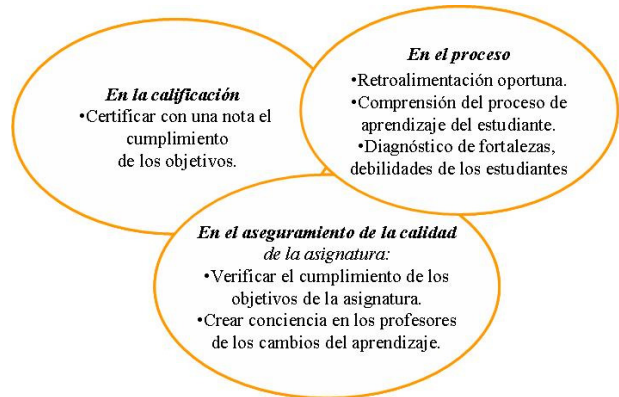 En la calificación
•Certificar con una nota el
cumplimiento
de los objetivos.
En el proceso
•Retroalimentación oportuna.
•Comprensión del proceso de
aprendizaje del estudiante.
•Diagnóstico de fortalezas,
debilidades de los estudiantes
En el aseguramiento de la calidad
de la asignatura:
•Verificar el cumplimiento de los
objetivos de la asignatura.
•Crear conciencia en los profesores
de los cambios del aprendizaje.